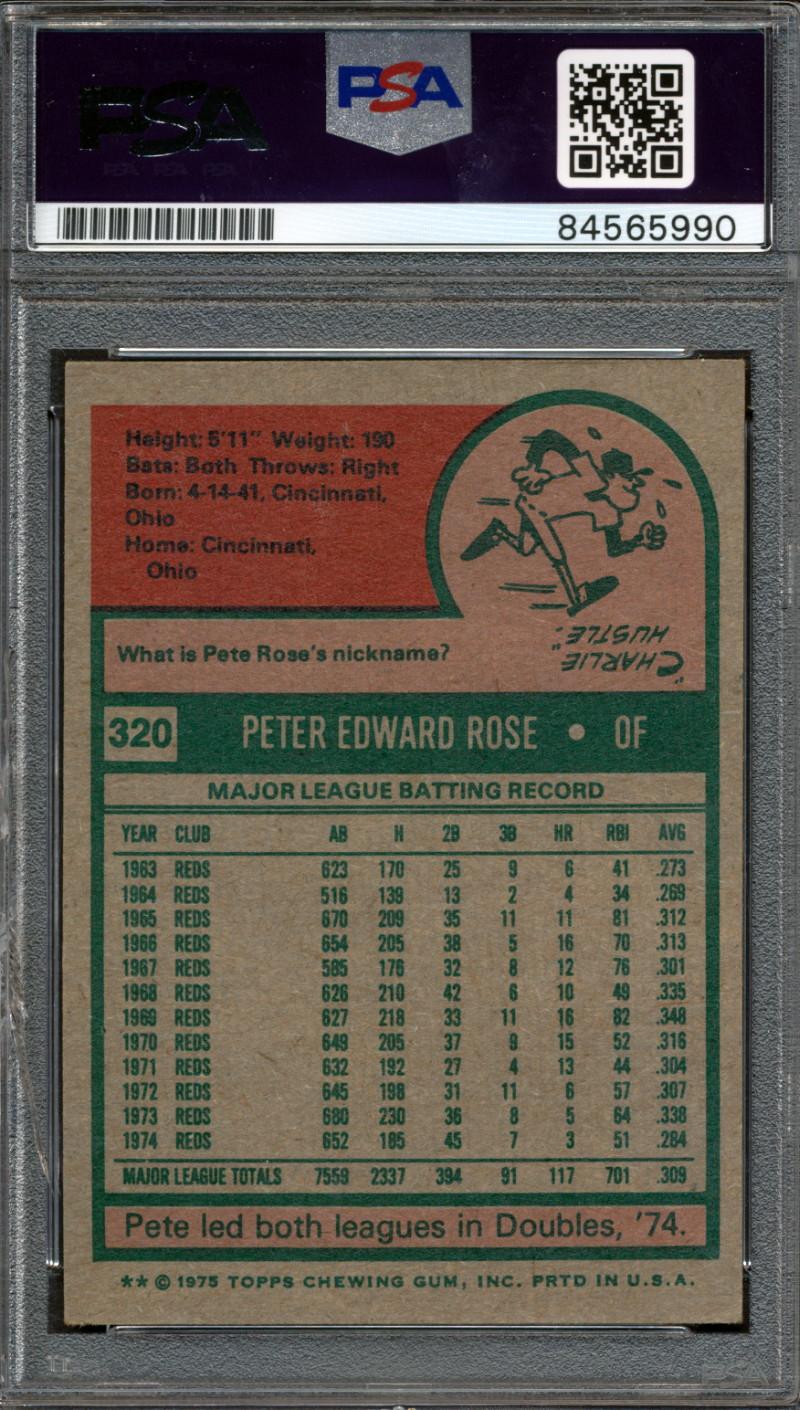 PSA
PSA
84565990
Height: 5'11" Weight: 190
Bats: Both Throws: Right
Born: 4-14-41, Cincinnati,
Ohio
Home: Cincinnati,
Ohio
What is Pete Rose's nickname?
"CHARLIE
HUSTLE."
320 PETER EDWARD ROSE • OF
MAJOR LEAGUE BATTING RECORD
YEAR CLUB AB H 2B 3B HR RBI AVG
1963 REDS 623 170 25 9 6 41 .273
1964 REDS 516 139 13 2 4 34 .269
1965 REDS 670 209 35 11 11 81 .312
1966 REDS 654 205 38 5 16 70 .313
1967 REDS 585 176 32 8 12 76 .301
1968 REDS 626 210 42 6 10 49 .335
1969 REDS 627 218 33 11 16 82 .348
1970 REDS 649 205 37 9 15 52 .316
1971 REDS 632 192 27 4 13 44 .304
1972 REDS 645 198 31 11 6 57 .307
1973 REDS 680 230 36 8 5 64 .338
1974 REDS 652 185 45 7 3 51 .284
MAJOR LEAGUE TOTALS 7559 2337 394 91 117 701 .309
Pete led both leagues in Doubles, '74.
** © 1975 TOPPS CHEWING GUM, INC. PRTD IN U.S.A.
PSA